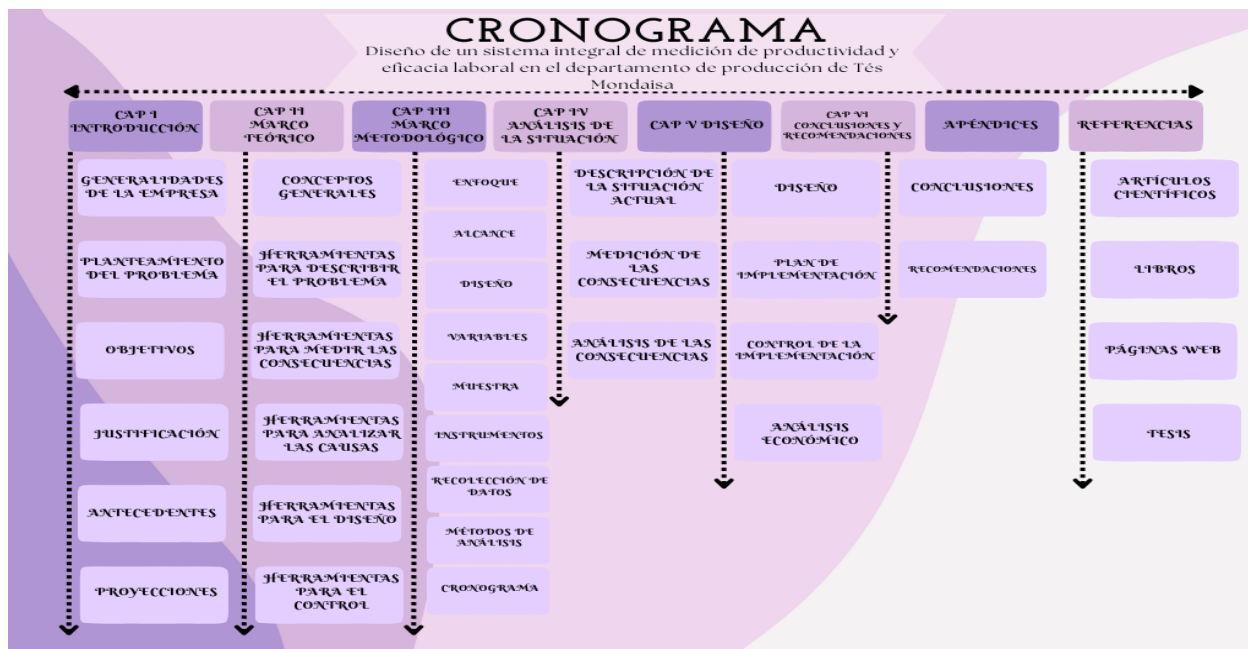 CRONOGRAMA
Diseño de un sistema integral de medición de productividad y
eficacia laboral en el departamento de producción de Tés
Mondaisa
CAP I
INTRODUCCIÓN
CAP II
MARCO
TEÓRICO
CAP III
MARCO
METODOLÓGICO
CAP IV
ANÁLISIS DE
LA SITUACIÓN
CAP V DISEÑO
CAP VI
CONCLUSIONES Y
RECOMENDACIONES
APÉNDICES
REFERENCIAS
GENERALIDADES
DE LA EMPRESA
PLANTEAMIENTO
DEL PROBLEMA
OBJETIVOS
JUSTIFICACIÓN
ANTECEDENTES
PROYECCIONES
CONCEPTOS
GENERALES
HERRAMIENTAS
PARA DESCRIBIR
EL PROBLEMA
HERRAMIENTAS
PARA MEDIR LAS
CONSECUENCIAS
HERRAMIENTAS
PARA ANALIZAR
LAS CAUSAS
HERRAMIENTAS
PARA EL DISEÑO
HERRAMIENTAS
PARA EL
CONTROL
ENFOQUE
ALCANCE
DISEÑO
VARIABLES
MUESTRA
INSTRUMENTOS
RECOLECCIÓN DE
DATOS
MÉTODOS DE
ANÁLISIS
CRONOGRAMA
DESCRIPCIÓN DE
LA SITUACIÓN
ACTUAL
MEDICIÓN DE
LAS
CONSECUENCIAS
ANÁLISIS DE LAS
CONSECUENCIAS
DISEÑO
PLAN DE
IMPLEMENTACIÓN
CONTROL DE LA
IMPLEMENTACIÓN
ANÁLISIS
ECONÓMICO
CONCLUSIONES
RECOMENDACIONES
ARTÍCULOS
CIENTÍFICOS
LIBROS
PÁGINAS WEB
TESIS